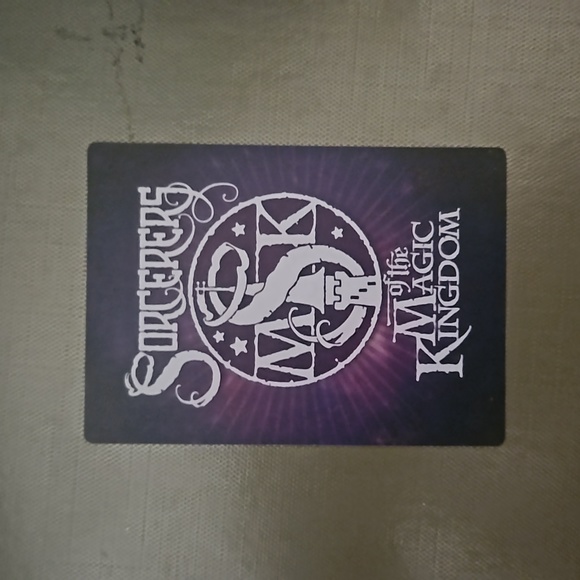 SORCERERS
M K
of the
MAGIC
KINGDOM